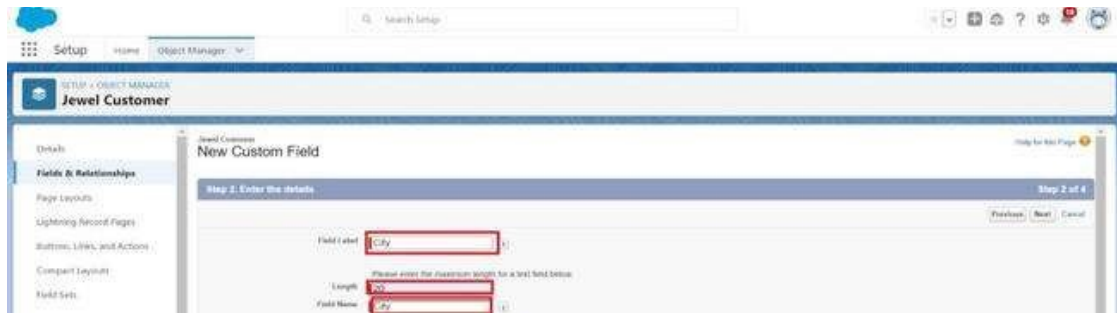 Search Setup
Setup Home Object Manager
SETUP > OBJECT MANAGER
Jewel Customer
Details
Fields & Relationships
Page Layouts
Lightning Record Pages
Buttons, Links, and Actions
Compact Layouts
Field Sets
Jewel Customer
New Custom Field
Help for this Page
Step 2. Enter the details
Step 2 of 4
Previous Next Cancel
Field Label City
Please enter the maximum length for a text field below.
Length 20
Field Name City